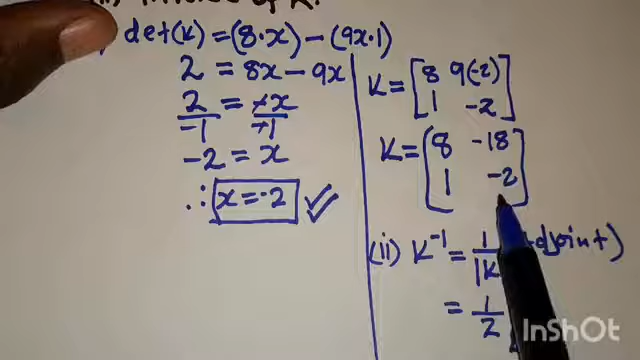 det(K) = (8·x) − (9x·1)
2 = 8x − 9x
2/−1 = −x/−1
−2 = x
∴ x = −2 ✓
K = [8 9(−2)
1 −2]
K = [8 −18
1 −2]
(ii) K⁻¹ = 1/|K
= 1/2
InShOt